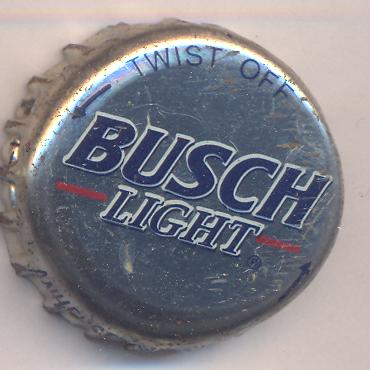 TWIST OFF
BUSCH
LIGHT ®